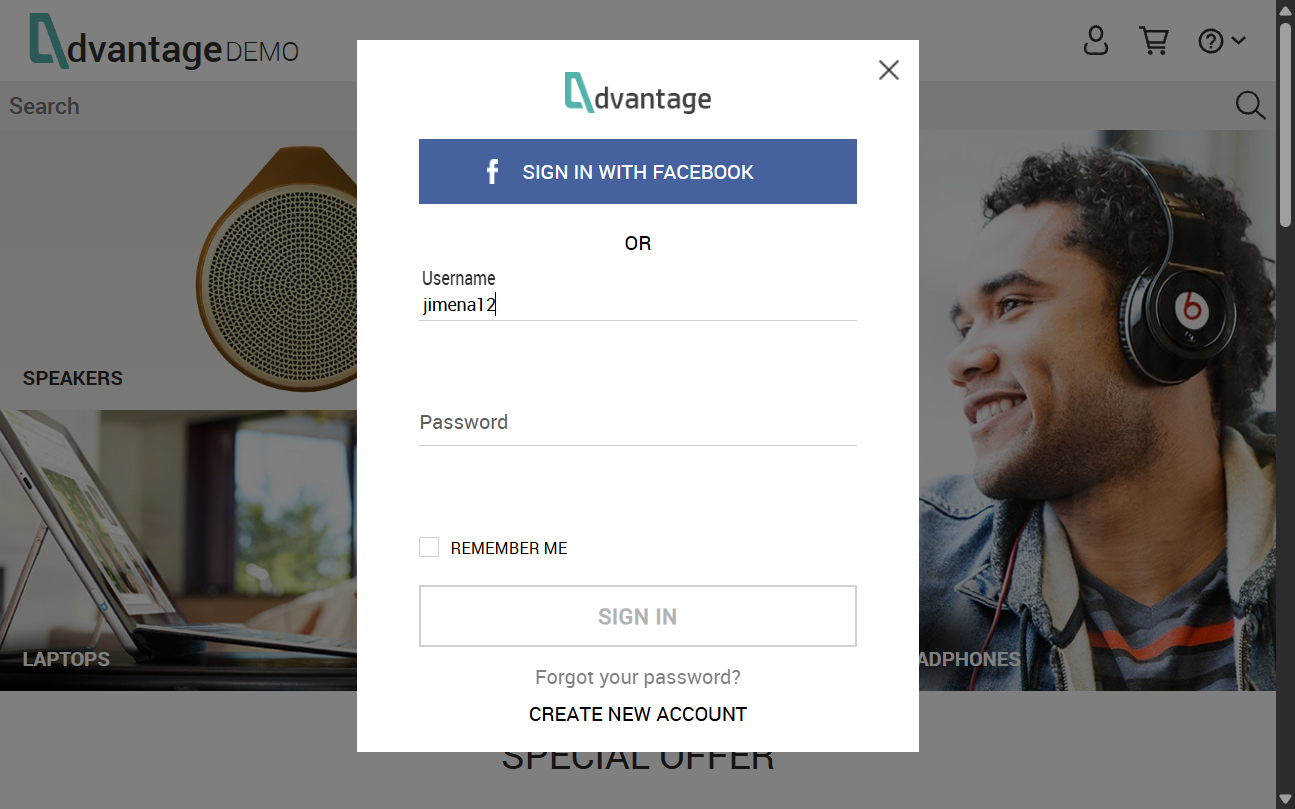 dvantage DEMO
Search
SPEAKERS
LAPTOPS
dvantage
f SIGN IN WITH FACEBOOK
OR
Username
jimena12
Password
REMEMBER ME
SIGN IN
Forgot your password?
CREATE NEW ACCOUNT
ADPHONES
SPECIAL OFFER